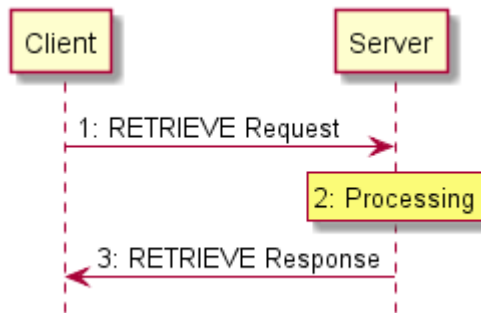 Client
Server
1: RETRIEVE Request
2: Processing
3: RETRIEVE Response